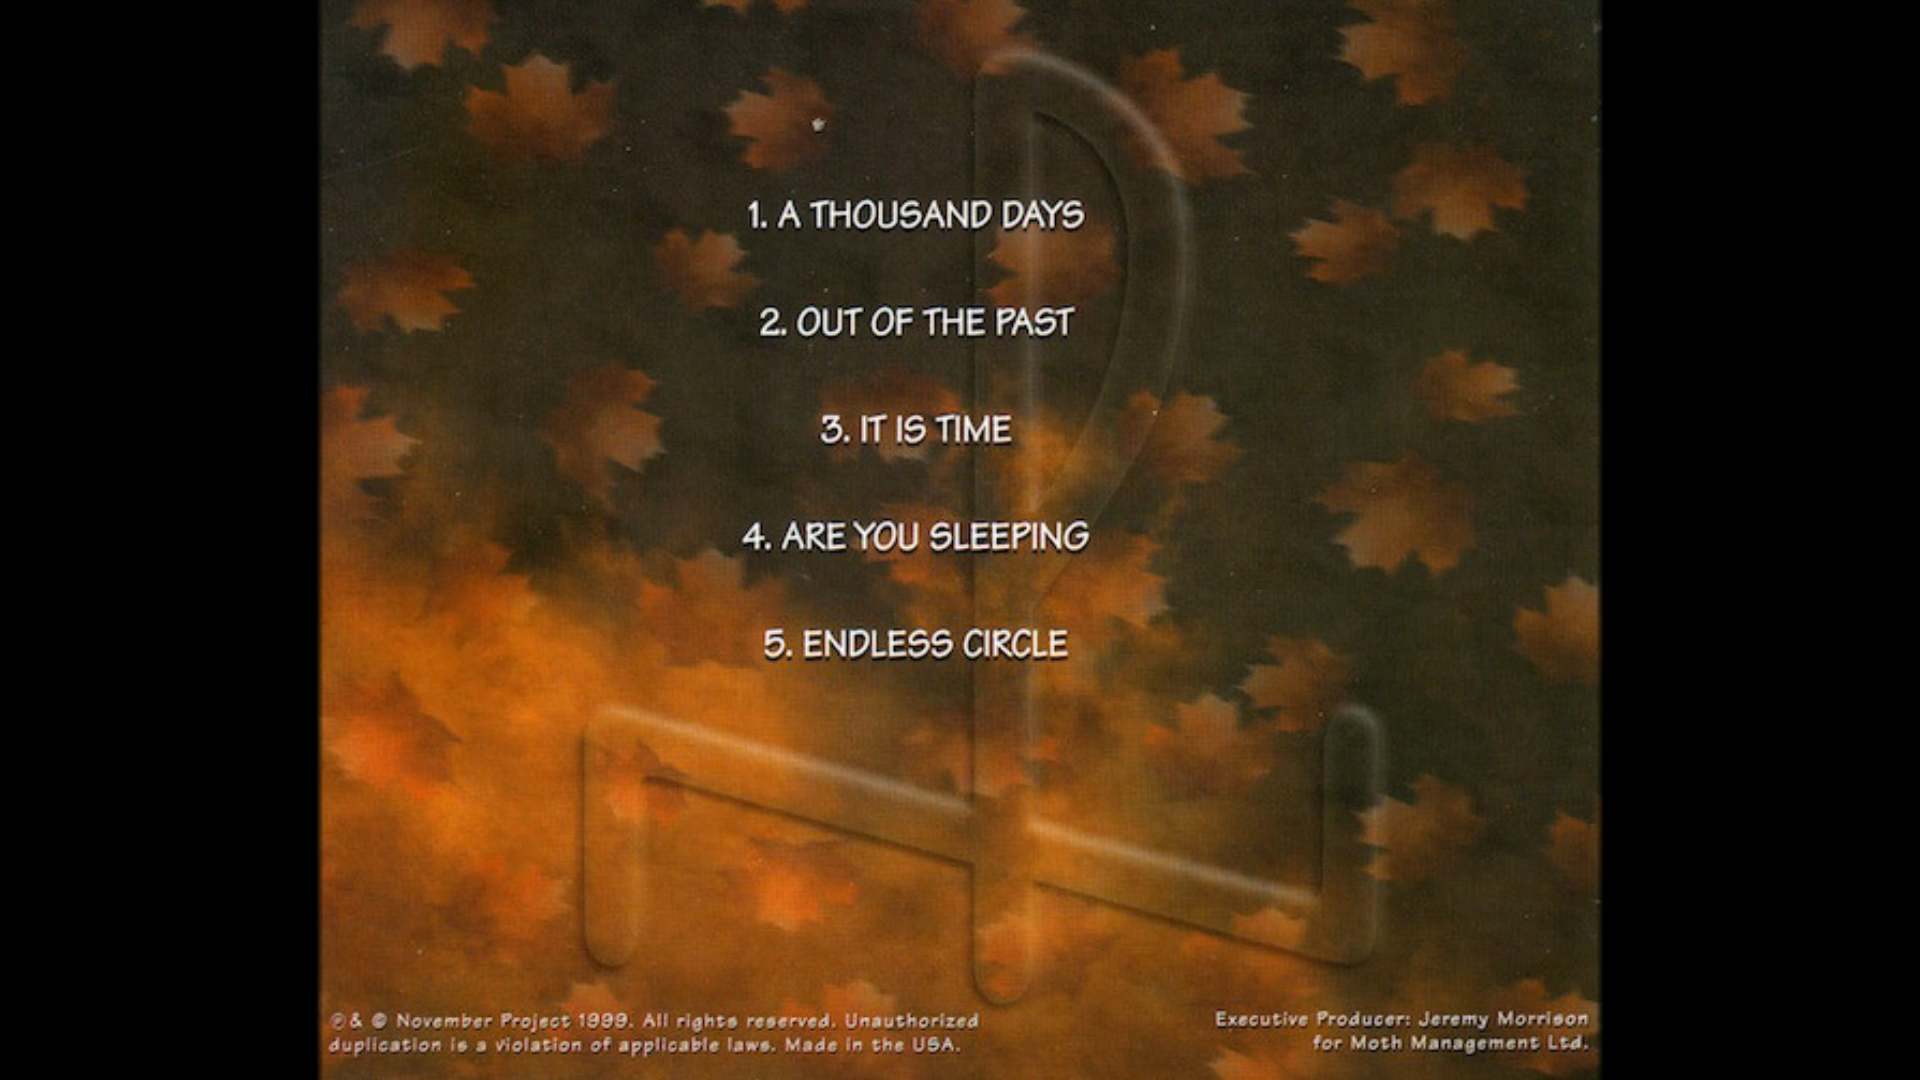 1. A THOUSAND DAYS
2. OUT OF THE PAST
3. IT IS TIME
4. ARE YOU SLEEPING
5. ENDLESS CIRCLE
℗ & © November Project 1999. All rights reserved. Unauthorized
duplication is a violation of applicable laws. Made in the USA.
Executive Producer: Jeremy Morrison
for Moth Management Ltd.